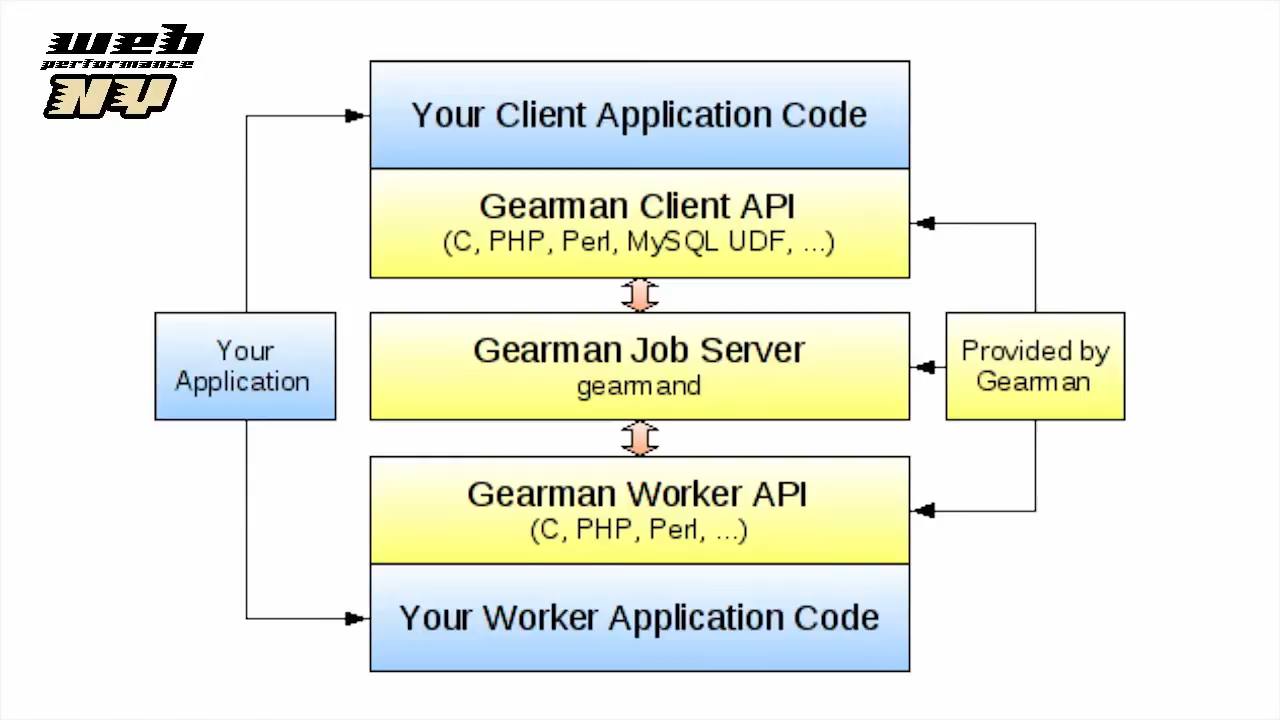 web
performance
NY
Your Client Application Code
Gearman Client API
(C, PHP, Perl, MySQL UDF, ...)
Your
Application
Gearman Job Server
gearmand
Provided by
Gearman
Gearman Worker API
(C, PHP, Perl, ...)
Your Worker Application Code